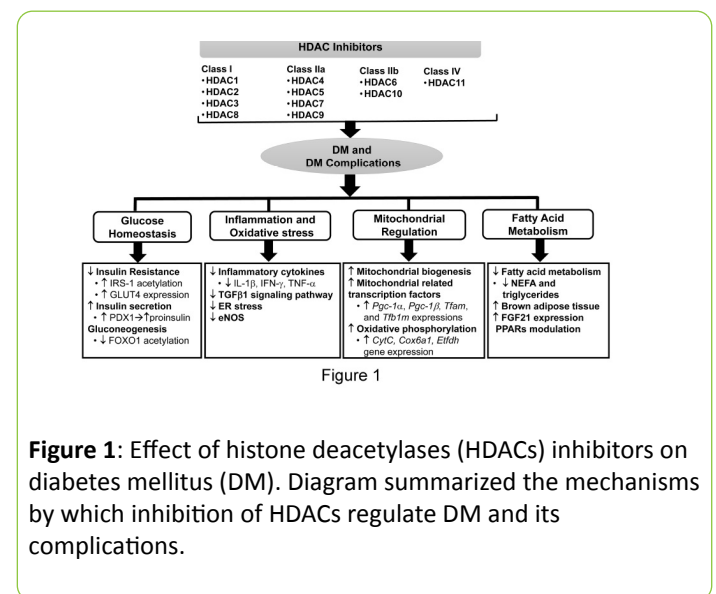 HDAC Inhibitors
Class I
•HDAC1
•HDAC2
•HDAC3
•HDAC8
Class IIa
•HDAC4
•HDAC5
•HDAC7
•HDAC9
Class IIb
•HDAC6
•HDAC10
Class IV
•HDAC11
DM and
DM Complications
Glucose
Homeostasis
↓ Insulin Resistance
• ↑ IRS-1 acetylation
• ↑ GLUT4 expression
↑ Insulin secretion
• ↑ PDX1→↑proinsulin
Gluconeogenesis
• ↓ FOXO1 acetylation
Inflammation and
Oxidative stress
↓ Inflammatory cytokines
• ↓ IL-1β, IFN-γ, TNF-α
↓ TGFβ1 signaling pathway
↓ ER stress
↓ eNOS
Mitochondrial
Regulation
↑ Mitochondrial biogenesis
↑ Mitochondrial related
transcription factors
• ↑ Pgc-1α, Pgc-1β, Tfam,
and Tfb1m expressions
↑ Oxidative phosphorylation
• ↑ CytC, Cox6a1, Etfdh
gene expression
Fatty Acid
Metabolism
↓ Fatty acid metabolism
• ↓ NEFA and
triglycerides
↑ Brown adipose tissue
↑ FGF21 expression
PPARs modulation
Figure 1
Figure 1: Effect of histone deacetylases (HDACs) inhibitors on
diabetes mellitus (DM). Diagram summarized the mechanisms
by which inhibition of HDACs regulate DM and its
complications.